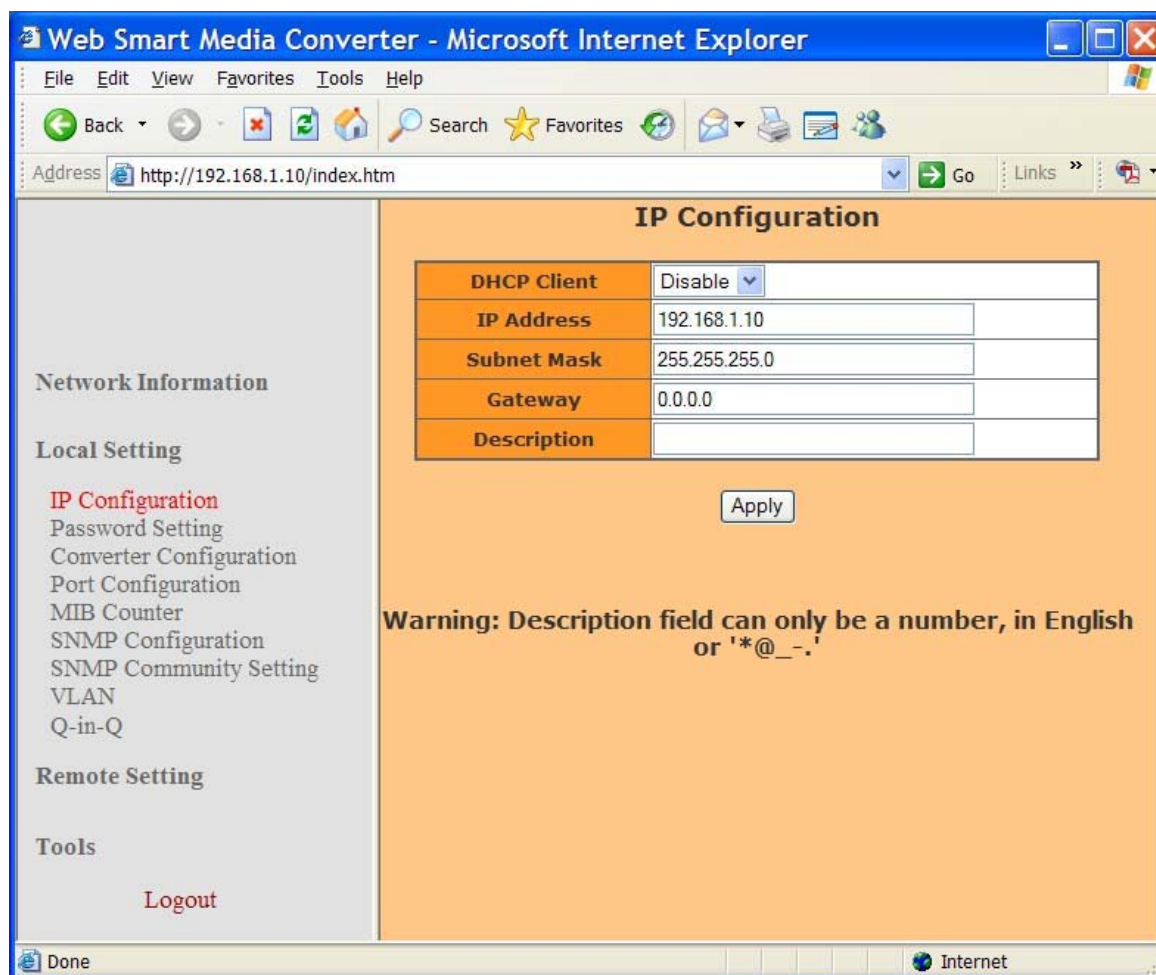 Web Smart Media Converter - Microsoft Internet Explorer
File Edit View Favorites Tools Help
Back Search Favorites
Address http://192.168.1.10/index.htm Go Links »
Network Information
Local Setting
IP Configuration
Password Setting
Converter Configuration
Port Configuration
MIB Counter
SNMP Configuration
SNMP Community Setting
VLAN
Q-in-Q
Remote Setting
Tools
Logout
IP Configuration
DHCP Client Disable
IP Address 192.168.1.10
Subnet Mask 255.255.255.0
Gateway 0.0.0.0
Description
Apply
Warning: Description field can only be a number, in English
or '*@_-.'
Done Internet